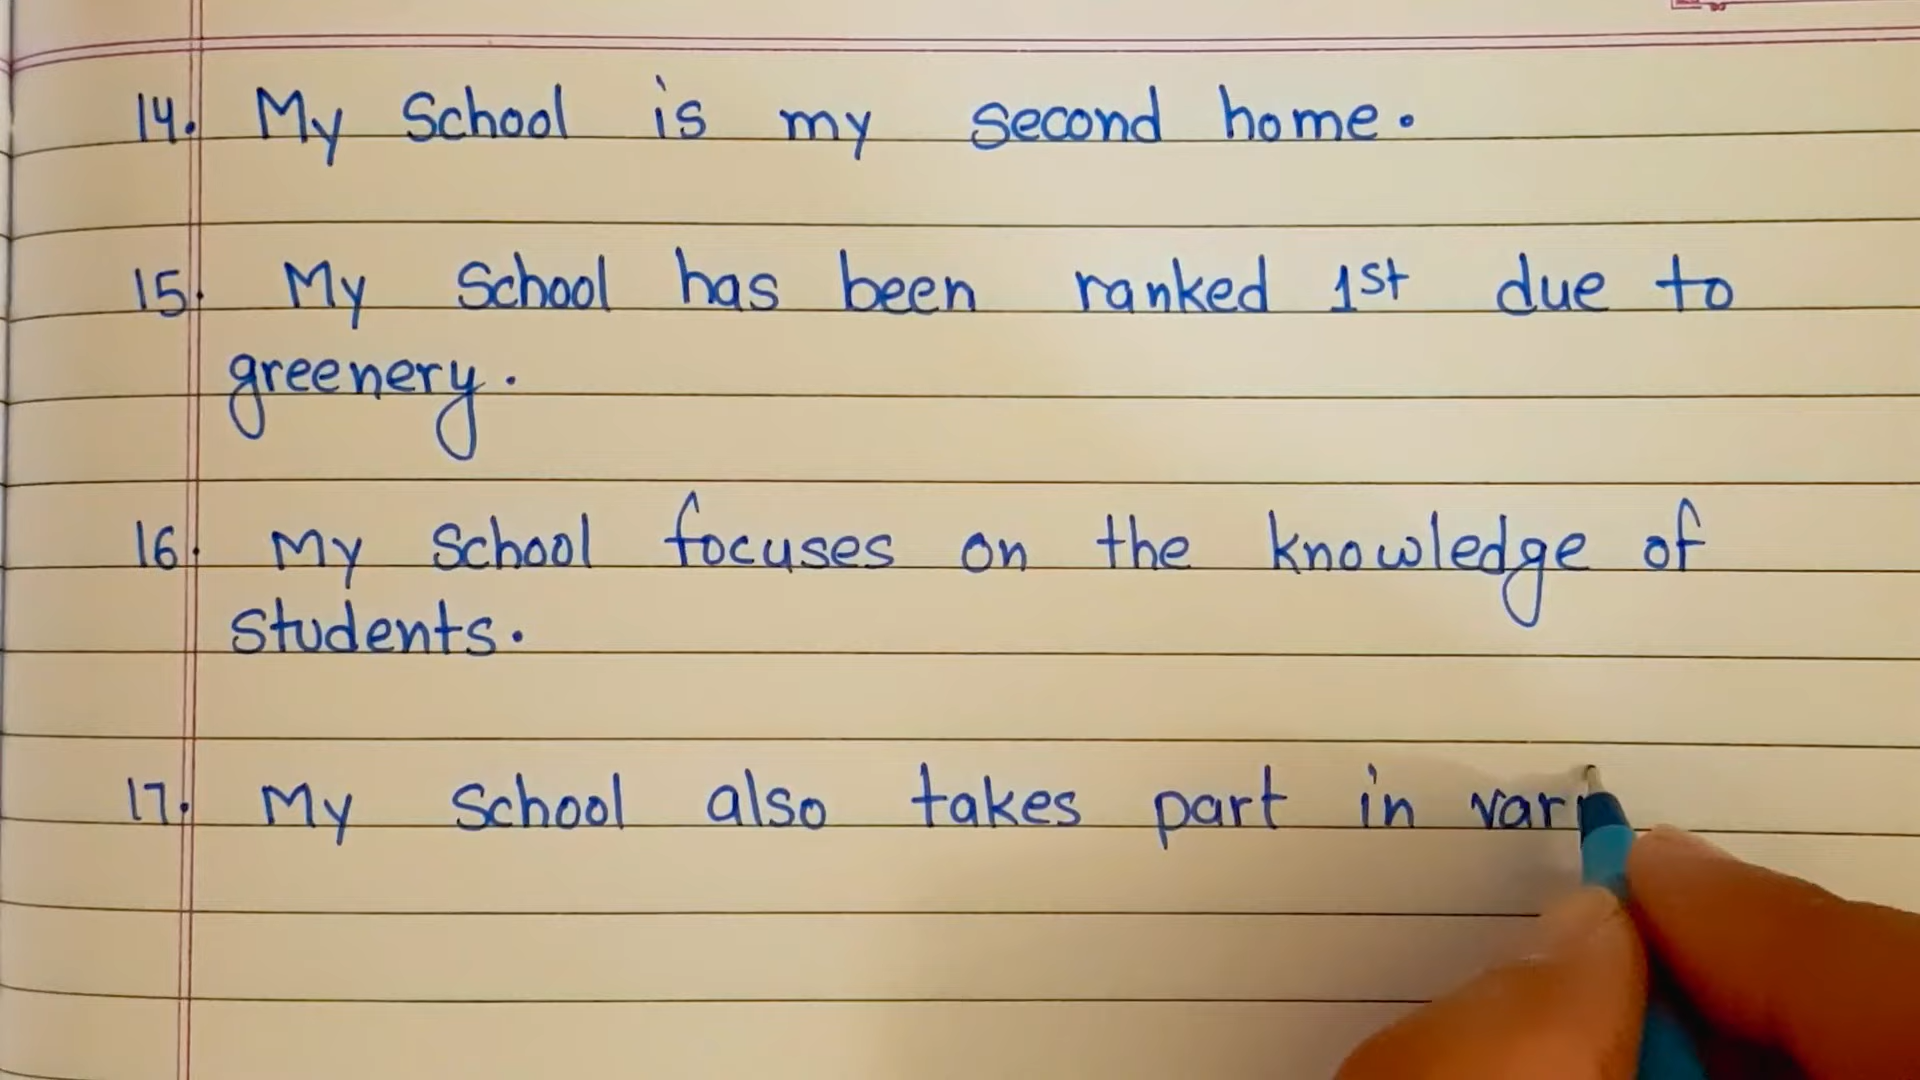 14. My School is my second home.
15. My School has been ranked 1st due to
greenery.
16. My School focuses on the knowledge of
students.
17. My School also takes part in vari